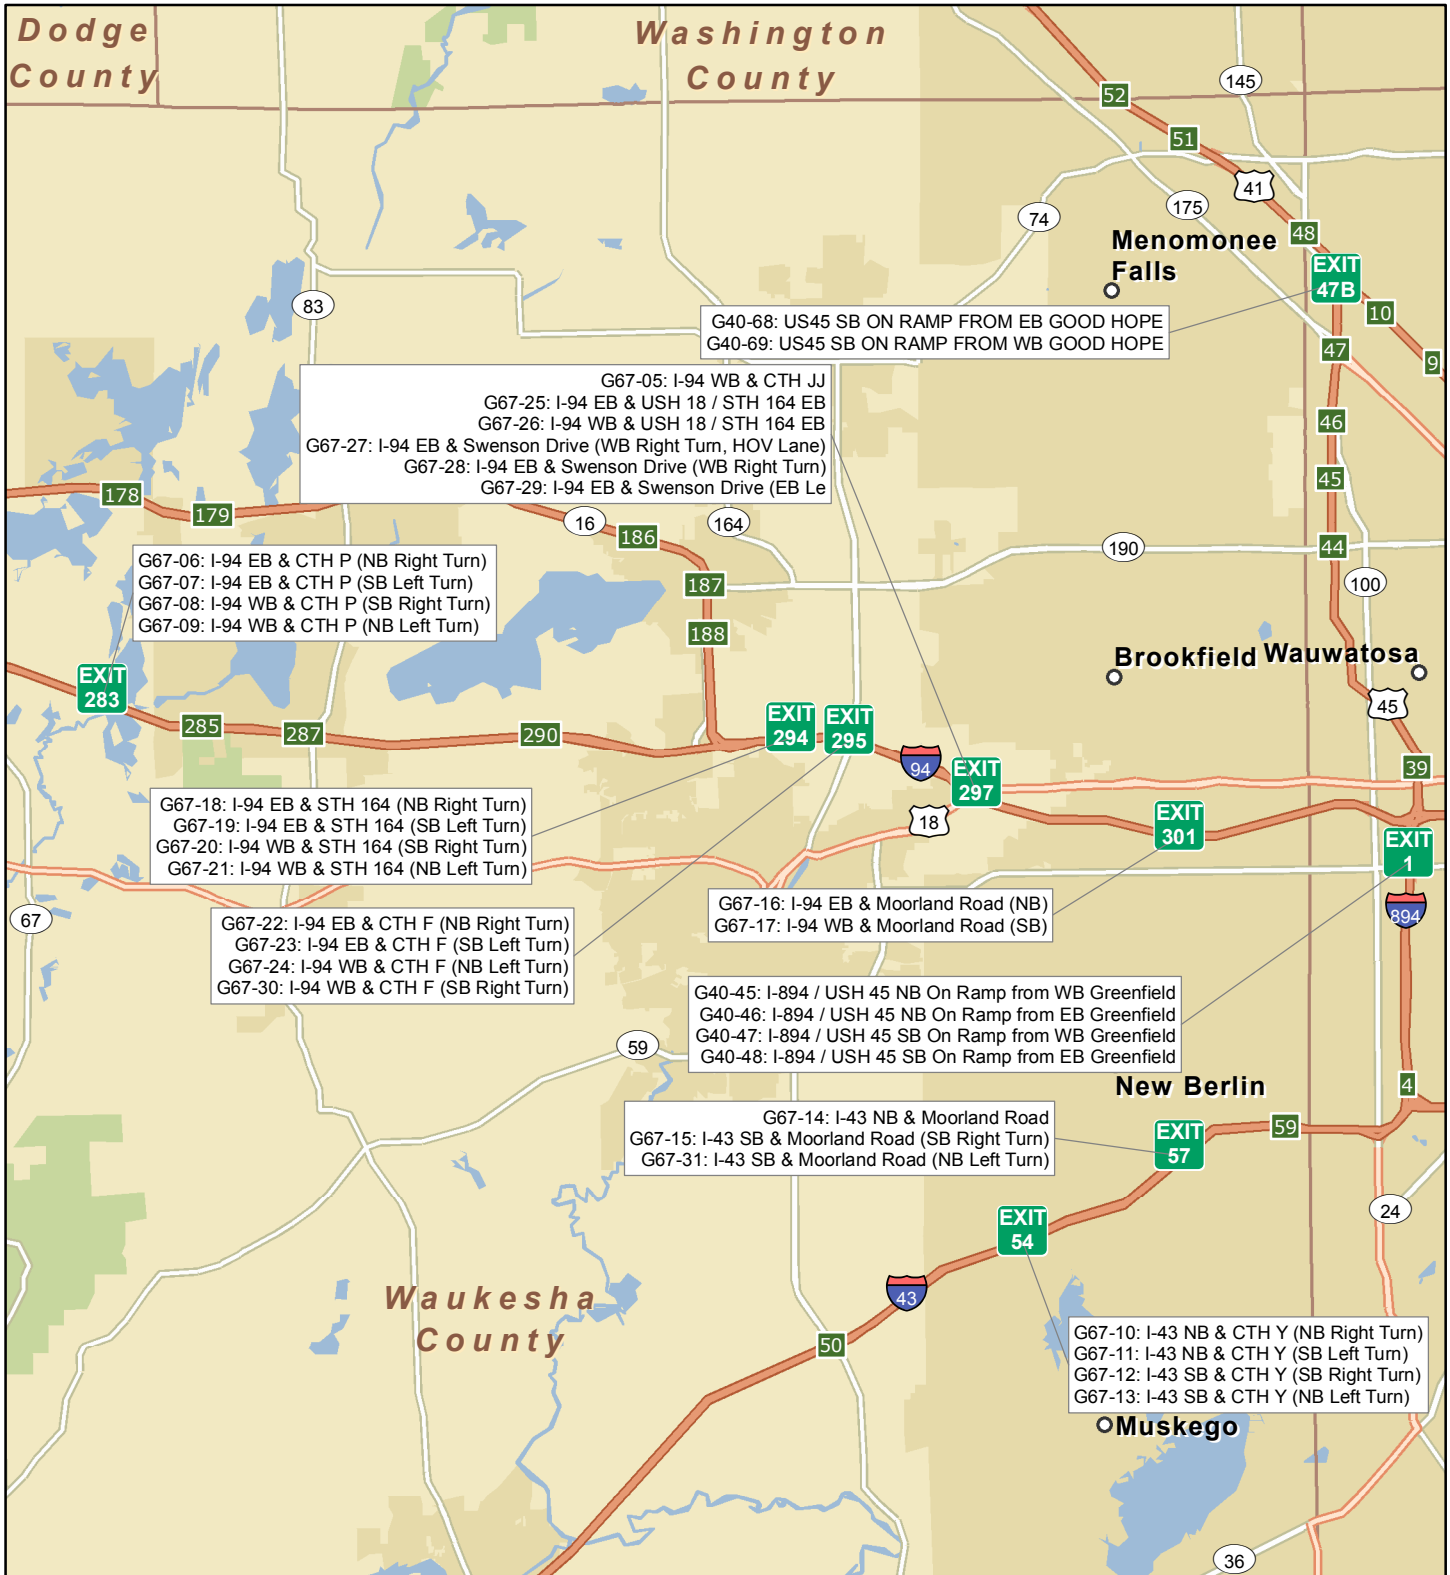 Dodge
County
Washington
County
52
145
51
41
175
74
48
Menomonee
Falls
EXIT
47B
83
10
G40-68: US45 SB ON RAMP FROM EB GOOD HOPE
G40-69: US45 SB ON RAMP FROM WB GOOD HOPE
47
9
G67-05: I-94 WB & CTH JJ
G67-25: I-94 EB & USH 18 / STH 164 EB
G67-26: I-94 WB & USH 18 / STH 164 EB
G67-27: I-94 EB & Swenson Drive (WB Right Turn, HOV Lane)
G67-28: I-94 EB & Swenson Drive (WB Right Turn)
G67-29: I-94 EB & Swenson Drive (EB Le
46
45
178
179
16
186
164
190
44
G67-06: I-94 EB & CTH P (NB Right Turn)
G67-07: I-94 EB & CTH P (SB Left Turn)
G67-08: I-94 WB & CTH P (SB Right Turn)
G67-09: I-94 WB & CTH P (NB Left Turn)
187
100
188
Brookfield
Wauwatosa
EXIT
283
45
285
287
290
EXIT
294
EXIT
295
94
39
EXIT
297
G67-18: I-94 EB & STH 164 (NB Right Turn)
G67-19: I-94 EB & STH 164 (SB Left Turn)
G67-20: I-94 WB & STH 164 (SB Right Turn)
G67-21: I-94 WB & STH 164 (NB Left Turn)
18
EXIT
301
EXIT
1
67
G67-16: I-94 EB & Moorland Road (NB)
G67-17: I-94 WB & Moorland Road (SB)
894
G67-22: I-94 EB & CTH F (NB Right Turn)
G67-23: I-94 EB & CTH F (SB Left Turn)
G67-24: I-94 WB & CTH F (NB Left Turn)
G67-30: I-94 WB & CTH F (SB Right Turn)
G40-45: I-894 / USH 45 NB On Ramp from WB Greenfield
G40-46: I-894 / USH 45 NB On Ramp from EB Greenfield
G40-47: I-894 / USH 45 SB On Ramp from WB Greenfield
G40-48: I-894 / USH 45 SB On Ramp from EB Greenfield
59
New Berlin
4
G67-14: I-43 NB & Moorland Road
G67-15: I-43 SB & Moorland Road (SB Right Turn)
G67-31: I-43 SB & Moorland Road (NB Left Turn)
EXIT
57
59
24
EXIT
54
43
Waukesha
County
50
G67-10: I-43 NB & CTH Y (NB Right Turn)
G67-11: I-43 NB & CTH Y (SB Left Turn)
G67-12: I-43 SB & CTH Y (SB Right Turn)
G67-13: I-43 SB & CTH Y (NB Left Turn)
Muskego
36